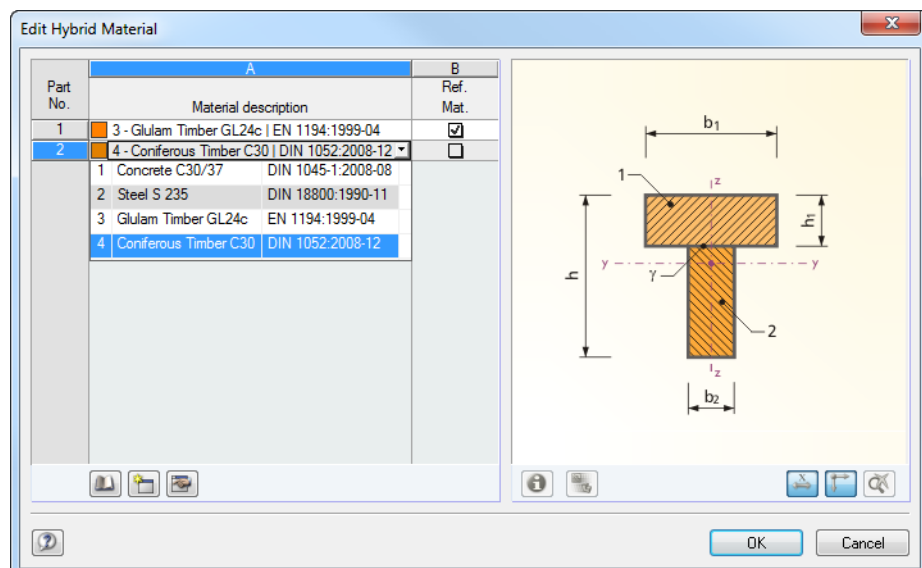 Edit Hybrid Material
A B
Part No. Material description Ref. Mat.
1 3 - Glulam Timber GL24c | EN 1194:1999-04
2 4 - Coniferous Timber C30 | DIN 1052:2008-12
1 Concrete C30/37 DIN 1045-1:2008-08
2 Steel S 235 DIN 18800:1990-11
3 Glulam Timber GL24c EN 1194:1999-04
4 Coniferous Timber C30 DIN 1052:2008-12
b1
1
z
h1
h
y y
γ
2
z
b2
X
OK Cancel